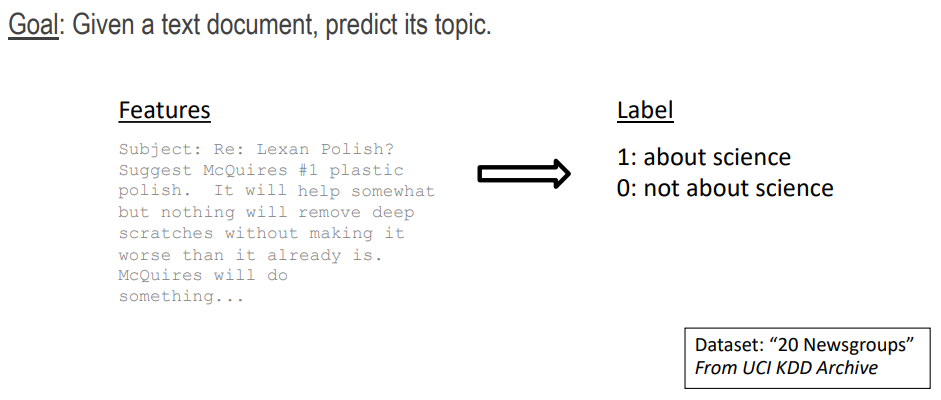 Goal: Given a text document, predict its topic.
Features
Subject: Re: Lexan Polish?
Suggest McQuires #1 plastic
polish.  It will help somewhat
but nothing will remove deep
scratches without making it
worse than it already is.
McQuires will do
something...
Label
1: about science
0: not about science
Dataset: “20 Newsgroups”
From UCI KDD Archive